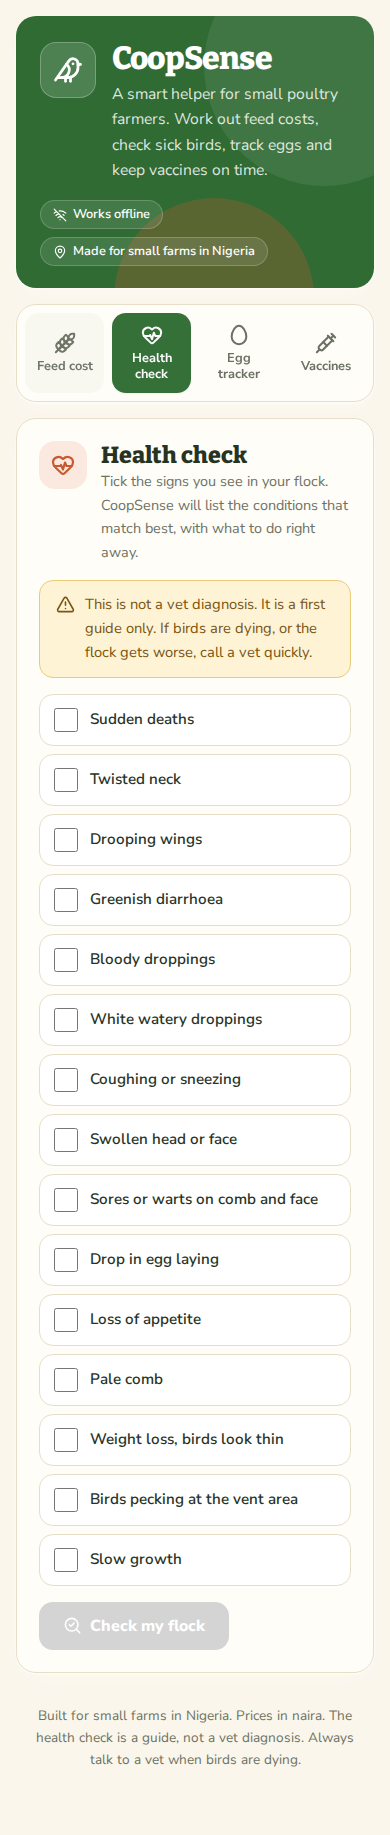 CoopSense
A smart helper for small poultry
farmers. Work out feed costs,
check sick birds, track eggs and
keep vaccines on time.
Works offline
Made for small farms in Nigeria
Feed cost
Health
check
Egg
tracker
Vaccines
Health check
Tick the signs you see in your flock.
CoopSense will list the conditions that
match best, with what to do right
away.
This is not a vet diagnosis. It is a first
guide only. If birds are dying, or the
flock gets worse, call a vet quickly.
Sudden deaths
Twisted neck
Drooping wings
Greenish diarrhoea
Bloody droppings
White watery droppings
Coughing or sneezing
Swollen head or face
Sores or warts on comb and face
Drop in egg laying
Loss of appetite
Pale comb
Weight loss, birds look thin
Birds pecking at the vent area
Slow growth
Check my flock
Built for small farms in Nigeria. Prices in naira. The
health check is a guide, not a vet diagnosis. Always
talk to a vet when birds are dying.